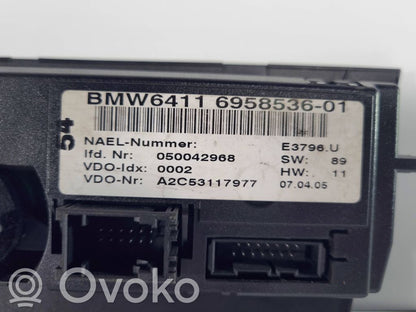 BMW6411 6958536-01
54
NAEL-Nummer: E3796.U
lfd. Nr: 050042968 SW: 89
VDO-Idx: 0002 HW: 11
VDO-Nr: A2C53117977 07.04.05
Ovoko